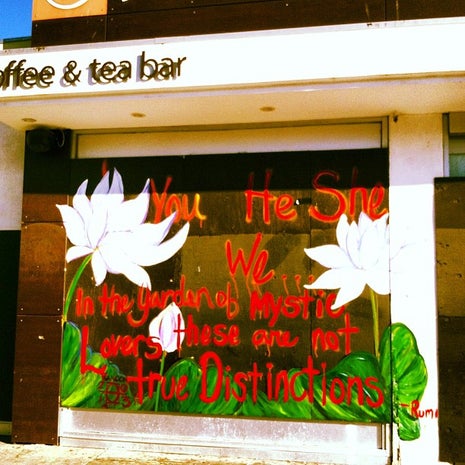 offee & tea bar
I You He She
We....
in the garden of Mystic
Lovers these are not
true Distinctions
- Rumi